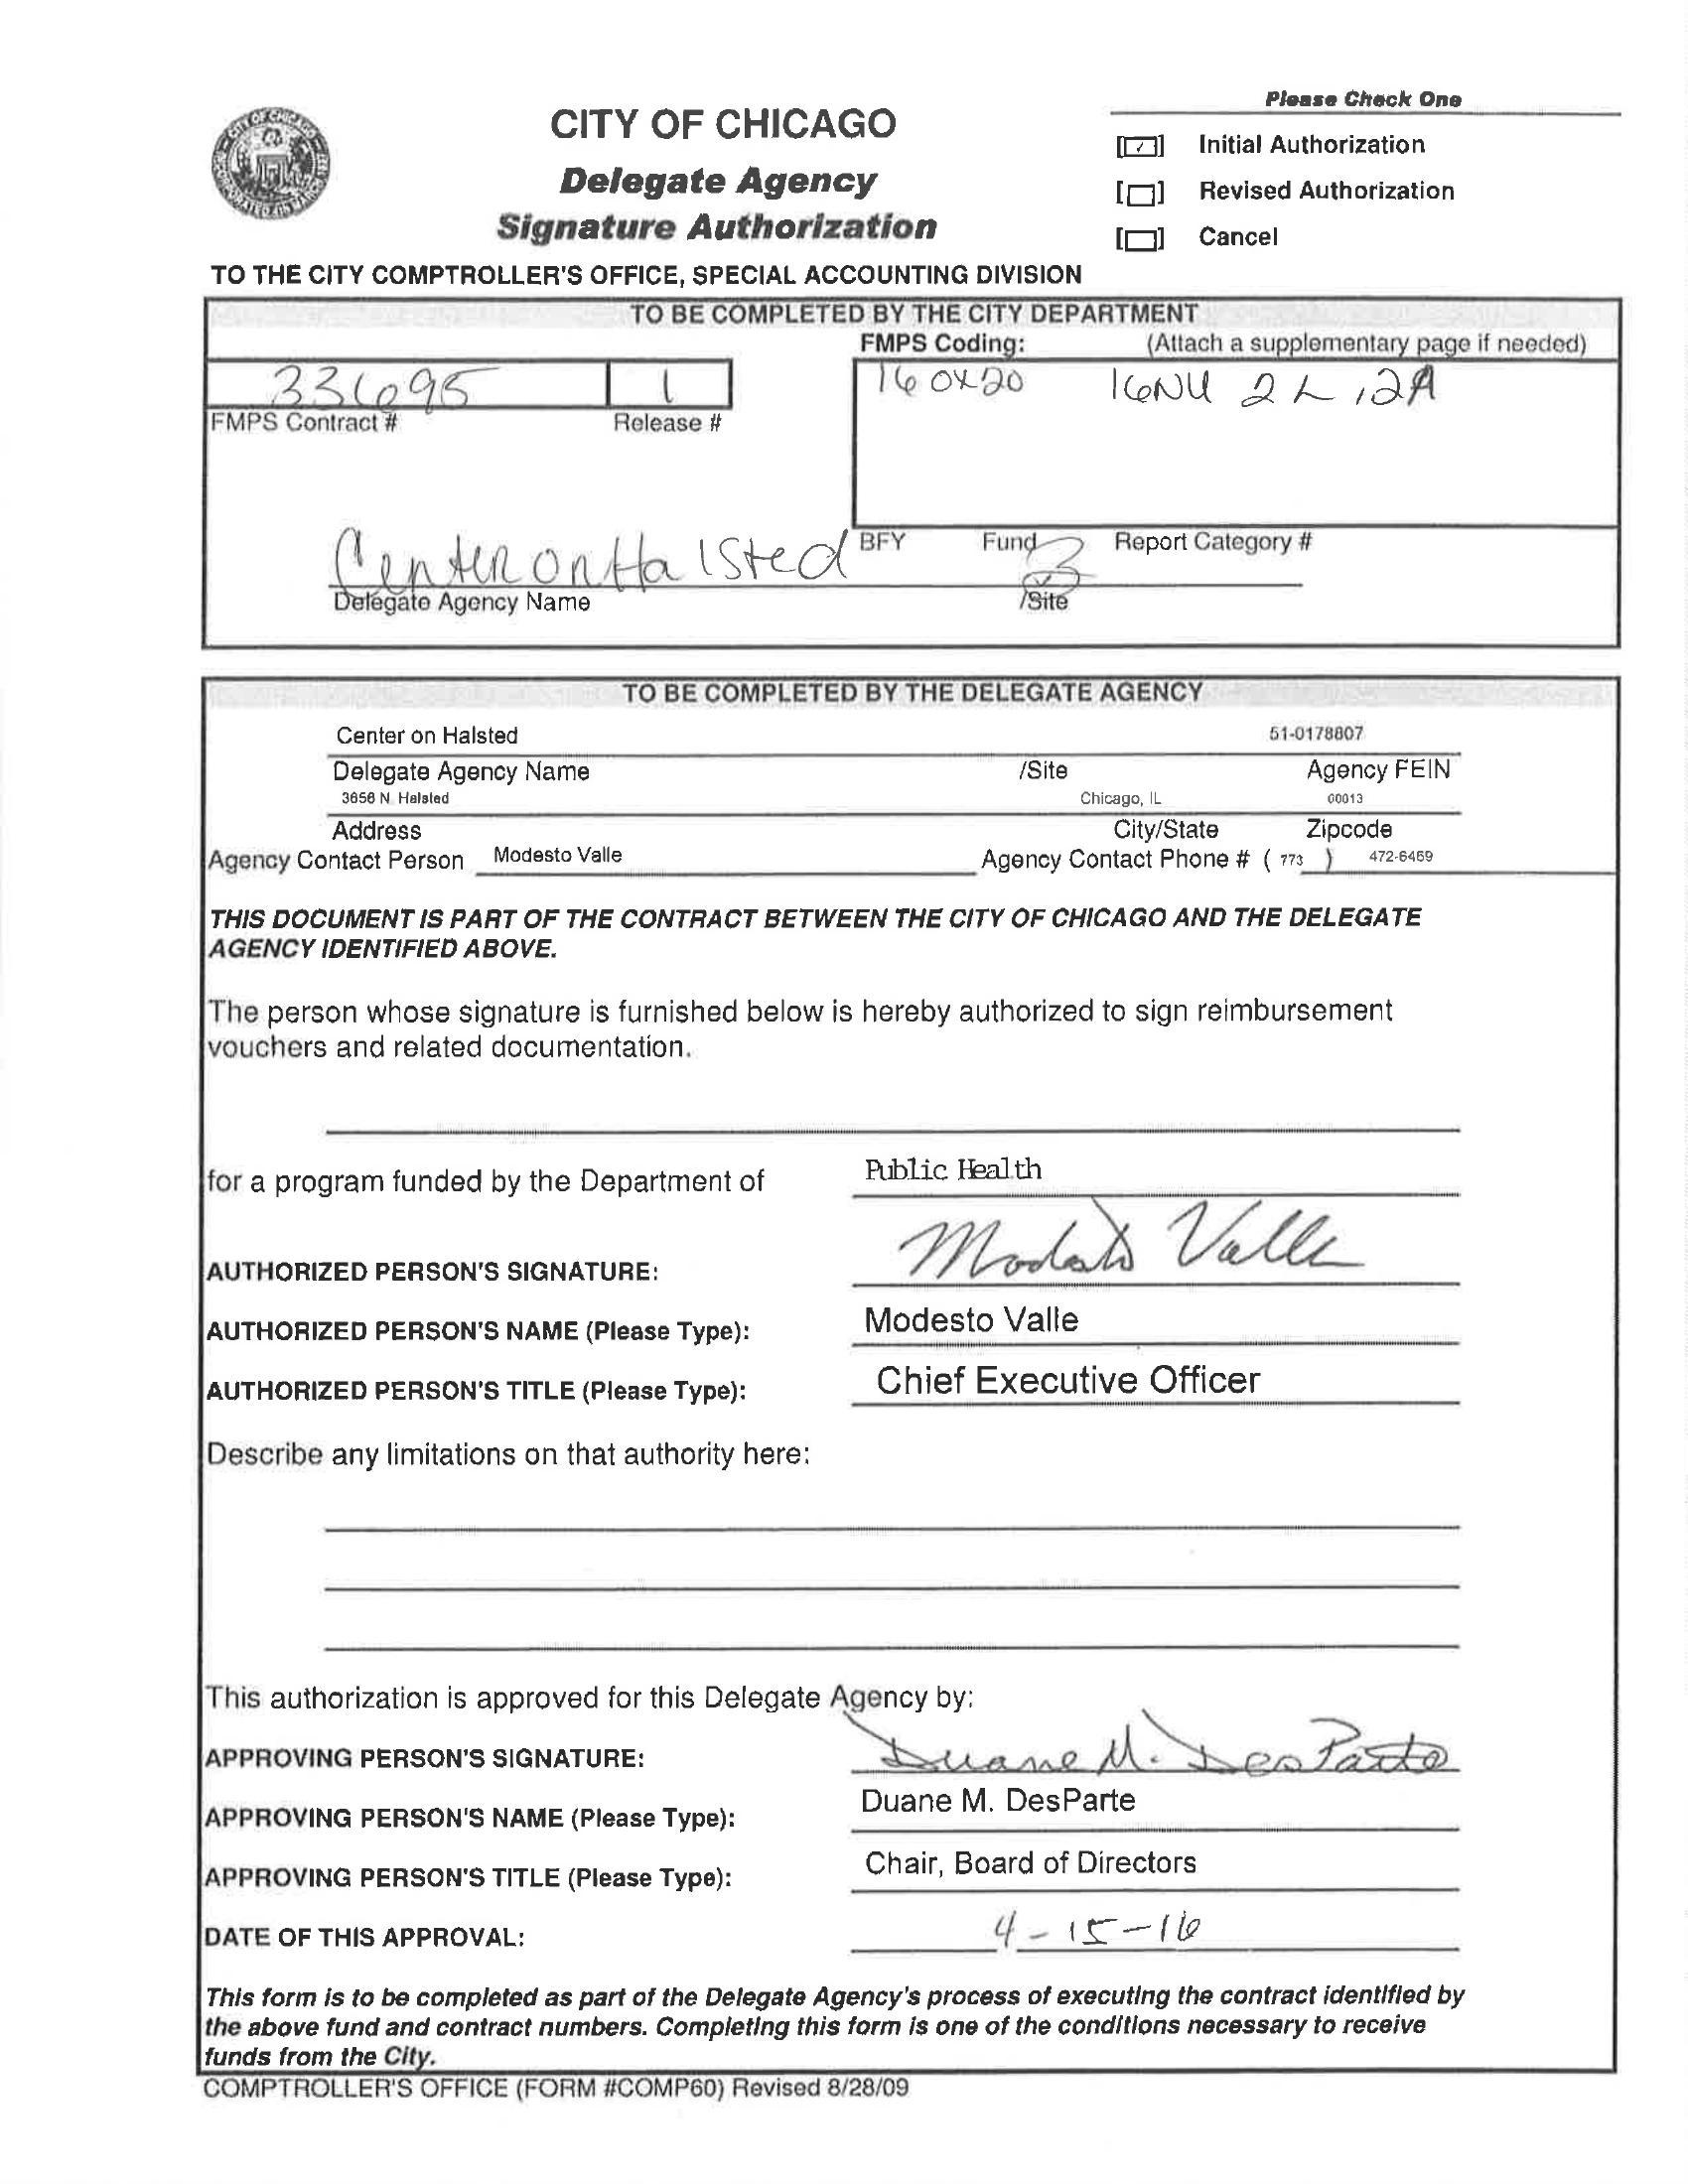 Please Check One
CITY OF CHICAGO
[✓] Initial Authorization
Delegate Agency
[ ] Revised Authorization
Signature Authorization
[ ] Cancel
TO THE CITY COMPTROLLER'S OFFICE, SPECIAL ACCOUNTING DIVISION
TO BE COMPLETED BY THE CITY DEPARTMENT
FMPS Coding: (Attach a supplementary page if needed)
33695 1 16 0X20 16NU 2L ,2A
FMPS Contract # Release #
BFY Fund Report Category #
Center on Halsted 3
Delegate Agency Name /Site
TO BE COMPLETED BY THE DELEGATE AGENCY
Center on Halsted 51-0178807
Delegate Agency Name /Site Agency FEIN
3656 N. Halsted Chicago, IL 60613
Address City/State Zipcode
Agency Contact Person Modesto Valle Agency Contact Phone # ( 773 ) 472-6469
THIS DOCUMENT IS PART OF THE CONTRACT BETWEEN THE CITY OF CHICAGO AND THE DELEGATE
AGENCY IDENTIFIED ABOVE.
The person whose signature is furnished below is hereby authorized to sign reimbursement
vouchers and related documentation.
for a program funded by the Department of Public Health
AUTHORIZED PERSON'S SIGNATURE: Modesto Valle
AUTHORIZED PERSON'S NAME (Please Type): Modesto Valle
AUTHORIZED PERSON'S TITLE (Please Type): Chief Executive Officer
Describe any limitations on that authority here:
This authorization is approved for this Delegate Agency by:
APPROVING PERSON'S SIGNATURE: Duane M. DesParte
APPROVING PERSON'S NAME (Please Type): Duane M. DesParte
APPROVING PERSON'S TITLE (Please Type): Chair, Board of Directors
DATE OF THIS APPROVAL: 4-15-16
This form is to be completed as part of the Delegate Agency's process of executing the contract identified by
the above fund and contract numbers. Completing this form is one of the conditions necessary to receive
funds from the City.
COMPTROLLER'S OFFICE (FORM #COMP60) Revised 8/28/09